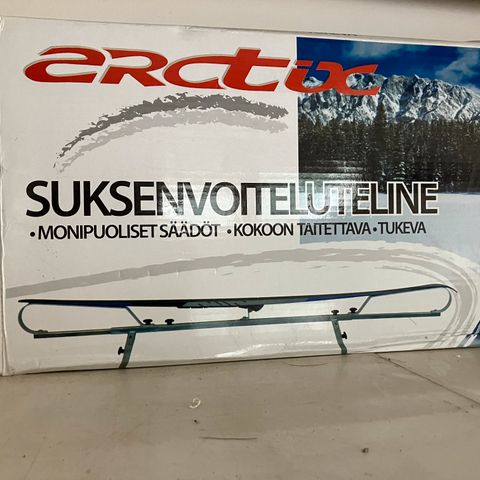 arctix
SUKSENVOITELUTELINE
• MONIPUOLISET SÄÄDÖT • KOKOON TAITETTAVA • TUKEVA